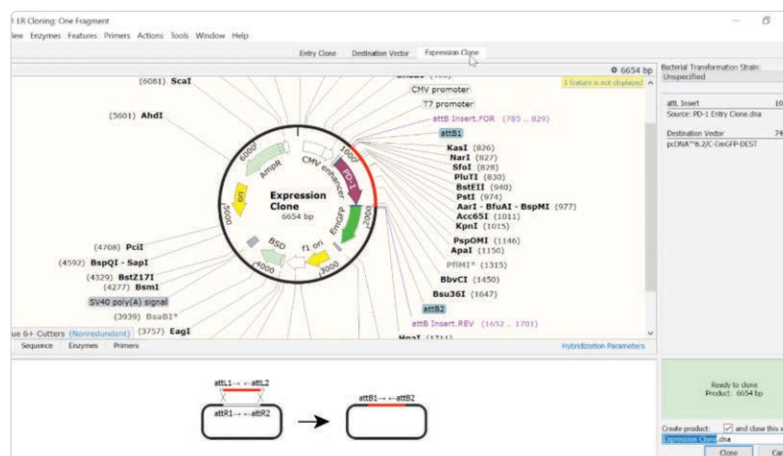 LR Cloning: One Fragment
Enzymes Features Primers Actions Tools Window Help
Entry Clone Destination Vector Expression Clone
6654 bp
1 feature is not displayed
CMV promoter
T7 promoter
attB Insert.FOR (785 .. 829)
attB1
KasI (826)
NarI (827)
SfoI (828)
PluTI (830)
BstEII (940)
PstI (974)
AarI - BfuAI - BspMI (977)
Acc65I (1011)
KpnI (1015)
PspOMI (1146)
ApaI (1150)
PflMI* (1315)
BbvCI (1450)
Bsu36I (1647)
attB2
attB Insert.REV (1652 .. 1701)
(6081) ScaI
(5601) AhdI
(4708) PciI
(4592) BspQI - SapI
(4329) BstZ17I
(4277) BsmI
SV40 poly(A) signal
(3939) BsaBI*
(3757) EagI
Expression
Clone
6654 bp
1000
2000
3000
4000
5000
6000
CMV enhancer
PD-1
EmGFP
f1 ori
BSD
ori
AmpR
6+ Cutters (Nonredundant)
Sequence Enzymes Primers
Hybridization Parameters
Bacterial Transformation Strain:
Unspecified
attL Insert
Source: PD-1 Entry Clone.dna
Destination Vector
pcDNA™6.2/C-EmGFP-DEST
attL1→ ←attL2
attR1→ ←attR2
attB1→ ←attB2
Ready to clone
Product: 6654 bp
Create product: and close this
Expression Clone.dna
Clone